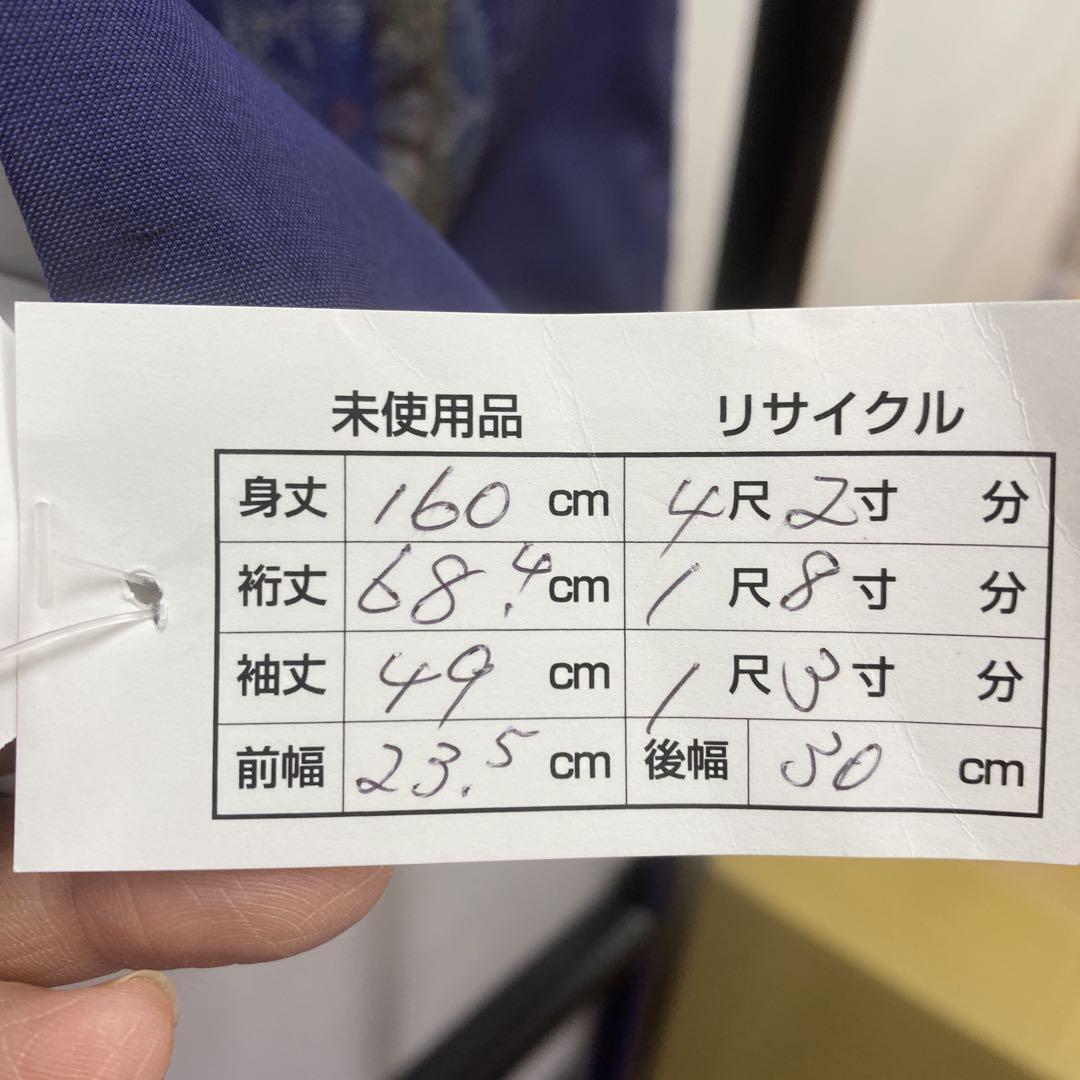 未使用品 リサイクル
身丈 160 cm 4尺2寸 分
裄丈 68.4cm 1尺8寸 分
袖丈 49 cm 1尺3寸 分
前幅 23.5 cm 後幅 30 cm